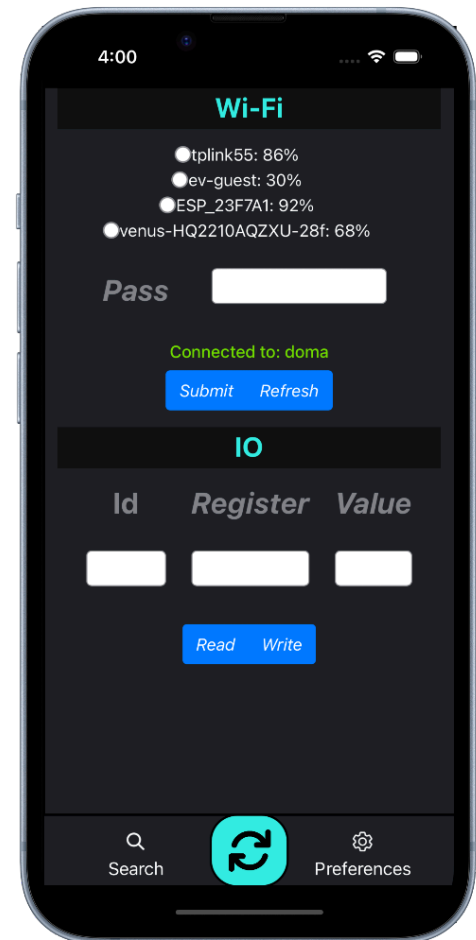 4:00
Wi-Fi
tplink55: 86%
ev-guest: 30%
ESP_23F7A1: 92%
venus-HQ2210AQZXU-28f: 68%
Pass
Connected to: doma
Submit Refresh
IO
Id Register Value
Read Write
Search Preferences